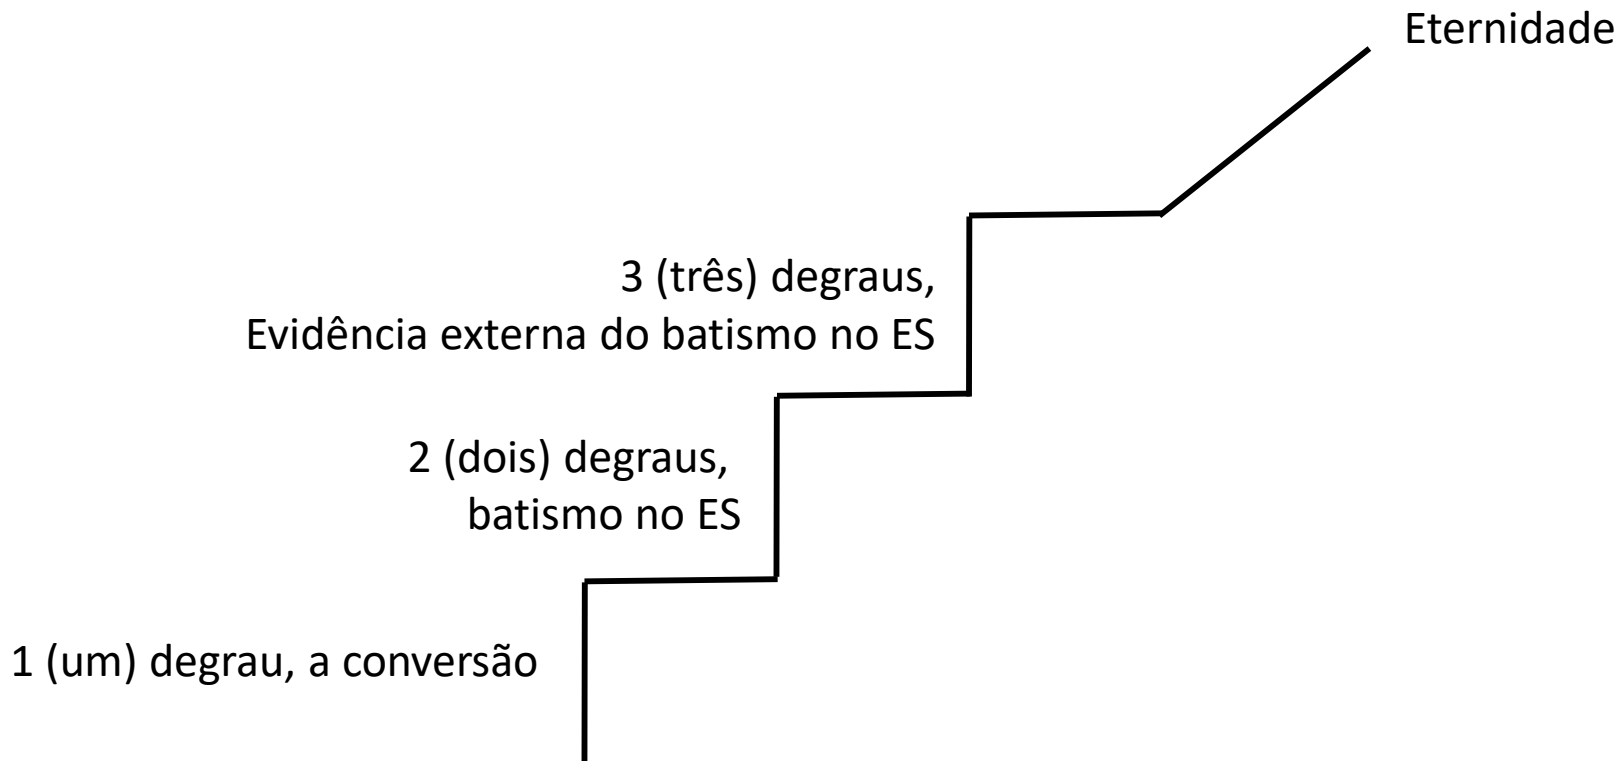 Eternidade
3 (três) degraus,
Evidência externa do batismo no ES
2 (dois) degraus,
batismo no ES
1 (um) degrau, a conversão